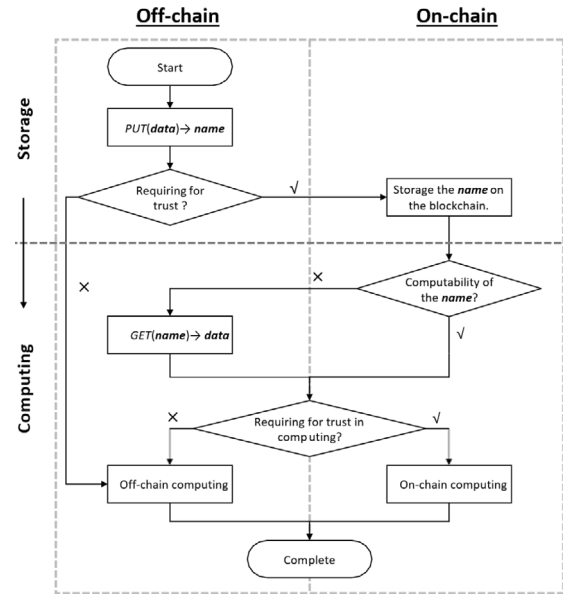 Off-chain
On-chain
Storage
Computing
Start
PUT(data)→ name
Requiring for
trust ?
√
Storage the name on
the blockchain.
×
Computability of
the name?
×
√
GET(name)→ data
Requiring for trust in
computing?
×
√
Off-chain computing
On-chain computing
Complete